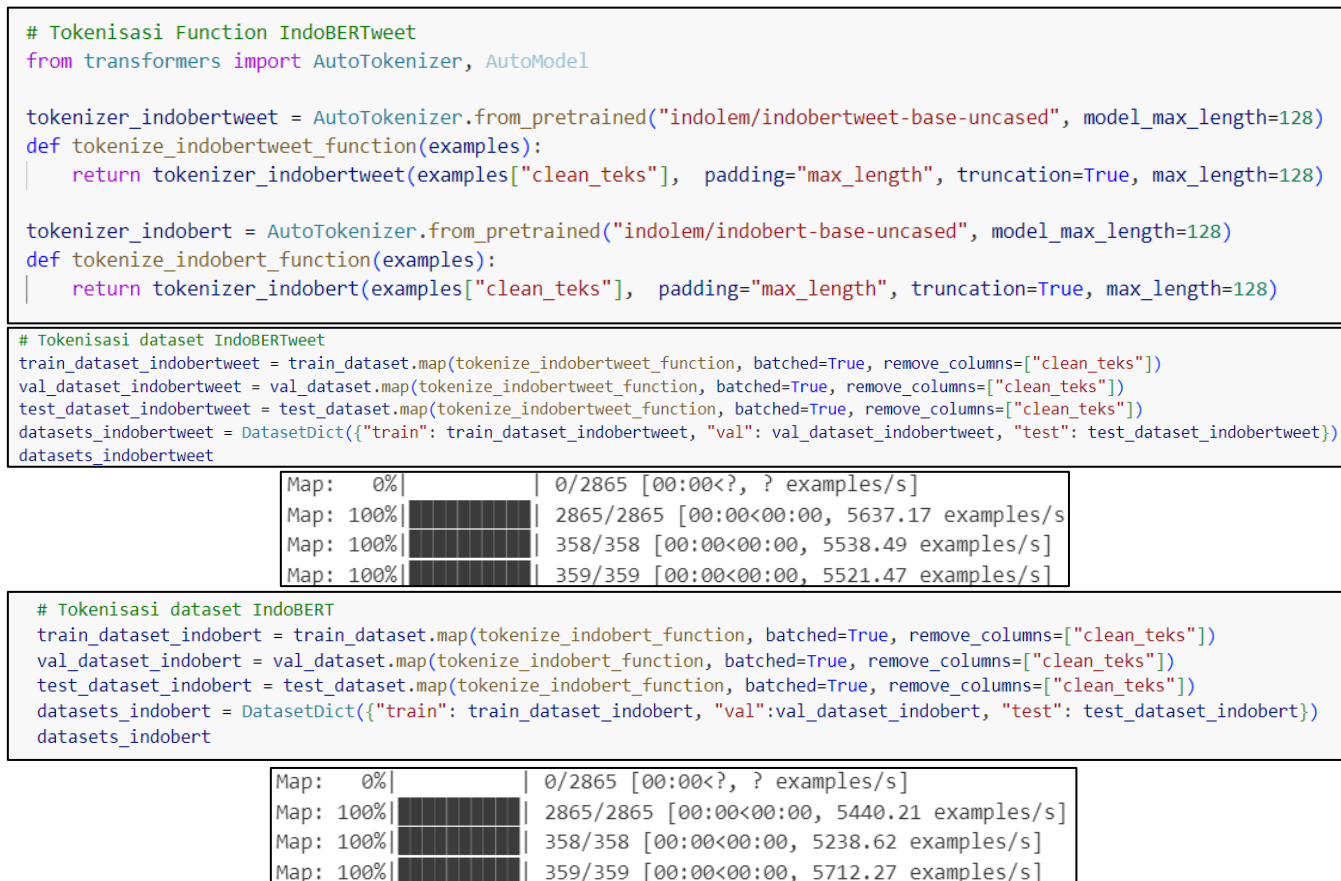 # Tokenisasi Function IndoBERTweet
from transformers import AutoTokenizer, AutoModel
tokenizer_indobertweet = AutoTokenizer.from_pretrained("indolem/indobertweet-base-uncased", model_max_length=128)
def tokenize_indobertweet_function(examples):
    return tokenizer_indobertweet(examples["clean_teks"],  padding="max_length", truncation=True, max_length=128)
tokenizer_indobert = AutoTokenizer.from_pretrained("indolem/indobert-base-uncased", model_max_length=128)
def tokenize_indobert_function(examples):
    return tokenizer_indobert(examples["clean_teks"],  padding="max_length", truncation=True, max_length=128)
# Tokenisasi dataset IndoBERTweet
train_dataset_indobertweet = train_dataset.map(tokenize_indobertweet_function, batched=True, remove_columns=["clean_teks"])
val_dataset_indobertweet = val_dataset.map(tokenize_indobertweet_function, batched=True, remove_columns=["clean_teks"])
test_dataset_indobertweet = test_dataset.map(tokenize_indobertweet_function, batched=True, remove_columns=["clean_teks"])
datasets_indobertweet = DatasetDict({"train": train_dataset_indobertweet, "val": val_dataset_indobertweet, "test": test_dataset_indobertweet})
datasets_indobertweet
Map:   0%|          | 0/2865 [00:00<?, ? examples/s]
Map: 100%|██████████| 2865/2865 [00:00<00:00, 5637.17 examples/s
Map: 100%|██████████| 358/358 [00:00<00:00, 5538.49 examples/s]
Map: 100%|██████████| 359/359 [00:00<00:00, 5521.47 examples/s]
# Tokenisasi dataset IndoBERT
train_dataset_indobert = train_dataset.map(tokenize_indobert_function, batched=True, remove_columns=["clean_teks"])
val_dataset_indobert = val_dataset.map(tokenize_indobert_function, batched=True, remove_columns=["clean_teks"])
test_dataset_indobert = test_dataset.map(tokenize_indobert_function, batched=True, remove_columns=["clean_teks"])
datasets_indobert = DatasetDict({"train": train_dataset_indobert, "val":val_dataset_indobert, "test": test_dataset_indobert})
datasets_indobert
Map:   0%|          | 0/2865 [00:00<?, ? examples/s]
Map: 100%|██████████| 2865/2865 [00:00<00:00, 5440.21 examples/s]
Map: 100%|██████████| 358/358 [00:00<00:00, 5238.62 examples/s]
Map: 100%|██████████| 359/359 [00:00<00:00, 5712.27 examples/s]